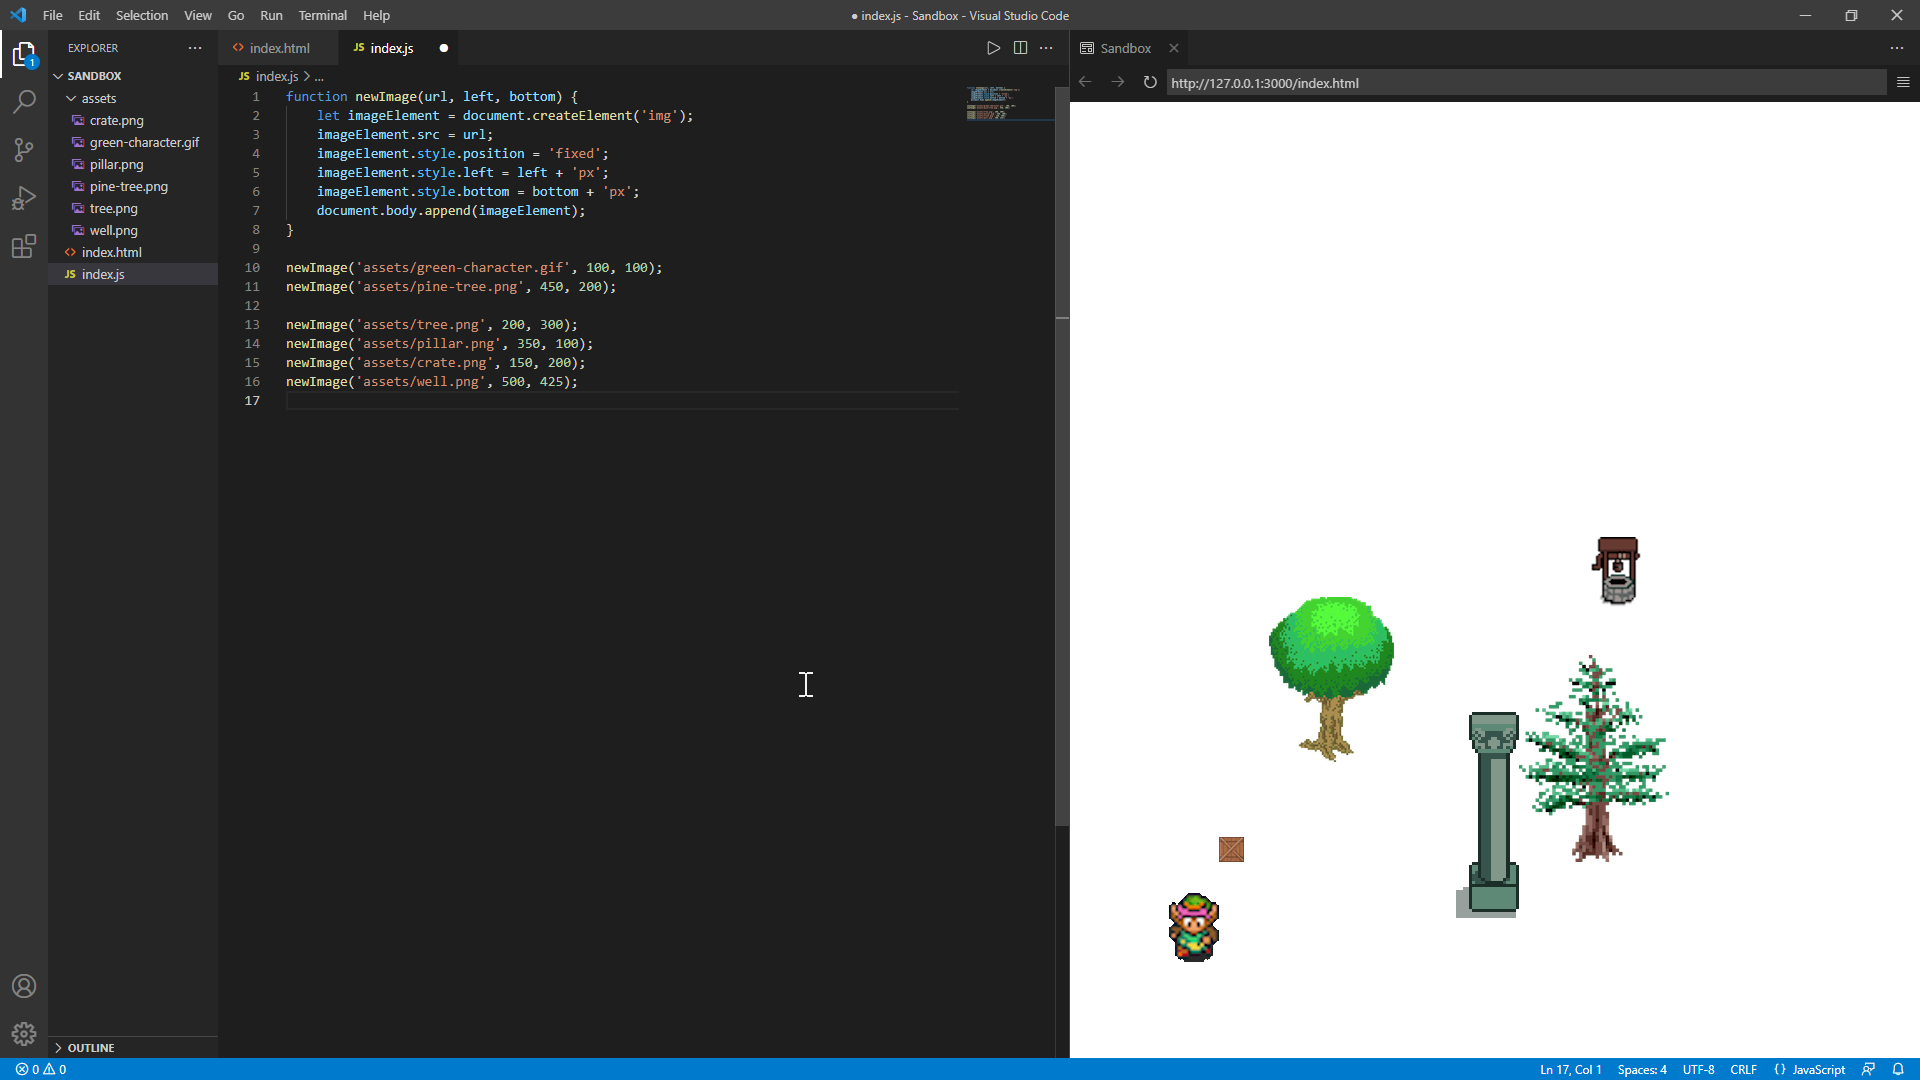 File Edit Selection View Go Run Terminal Help
● index.js - Sandbox - Visual Studio Code
EXPLORER
SANDBOX
assets
crate.png
green-character.gif
pillar.png
pine-tree.png
tree.png
well.png
index.html
JS index.js
OUTLINE
1
index.html
JS index.js
JS index.js > ...
1 function newImage(url, left, bottom) {
2 let imageElement = document.createElement('img');
3 imageElement.src = url;
4 imageElement.style.position = 'fixed';
5 imageElement.style.left = left + 'px';
6 imageElement.style.bottom = bottom + 'px';
7 document.body.append(imageElement);
8 }
9
10 newImage('assets/green-character.gif', 100, 100);
11 newImage('assets/pine-tree.png', 450, 200);
12
13 newImage('assets/tree.png', 200, 300);
14 newImage('assets/pillar.png', 350, 100);
15 newImage('assets/crate.png', 150, 200);
16 newImage('assets/well.png', 500, 425);
17
Sandbox
http://127.0.0.1:3000/index.html
0 0
Ln 17, Col 1 Spaces: 4 UTF-8 CRLF {} JavaScript